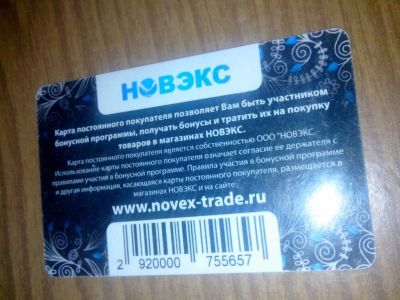 НОВЭКС
Карта постоянного покупателя позволяет Вам быть участником
бонусной программы, получать бонусы и тратить их на покупку
товаров в магазинах НОВЭКС.
Карта постоянного покупателя является собственностью ООО "НОВЭКС
Использование карты постоянного покупателя означает согласие ее держателя с
правилами участия в бонусной программе. Правила участия в бонусной программе
и другая информация, касающаяся карты постоянного покупателя, размещается в
магазинах НОВЭКС и на сайте:
www.novex-trade.ru
2 920000 755657